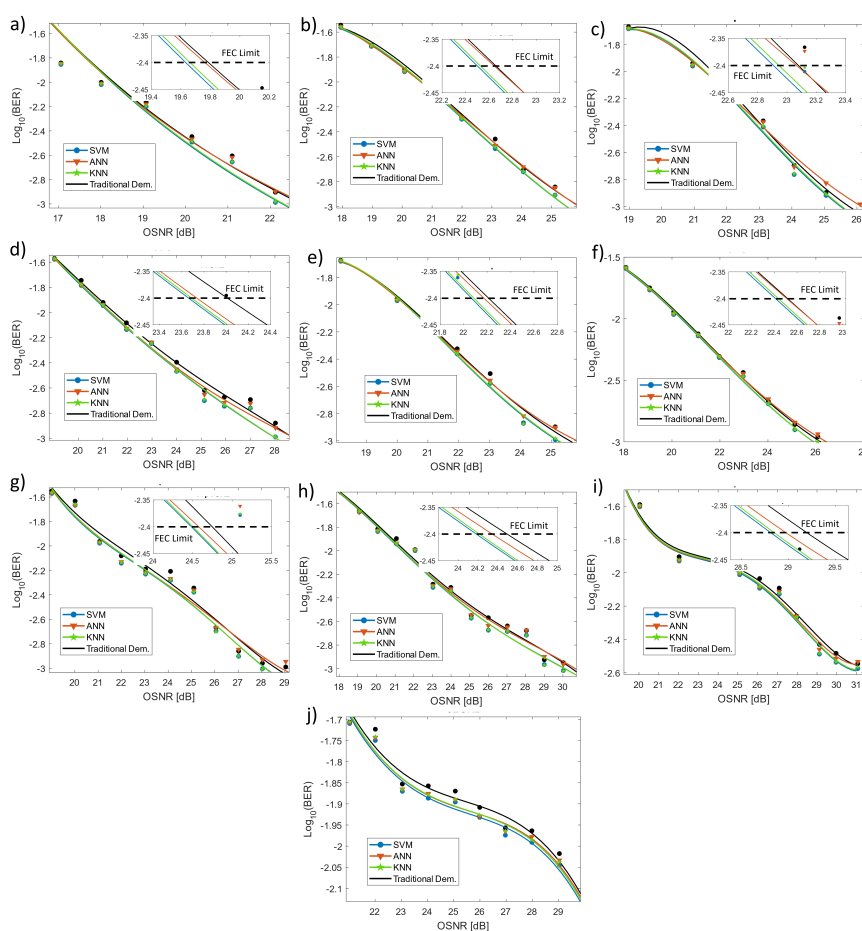 a)
-1.6
-1.8
-2
-2.2
-2.4
-2.6
-2.8
-3
17 18 19 20 21 22
OSNR [dB]
Log10(BER)
SVM
ANN
KNN
Traditional Dem.
-2.35
-2.4
-2.45
19.4 19.6 19.8 20 20.2
FEC Limit
b)
-1.6
-1.8
-2
-2.2
-2.4
-2.6
-2.8
-3
18 19 20 21 22 23 24 25
OSNR [dB]
Log10(BER)
SVM
ANN
KNN
Traditional Dem.
-2.35
-2.4
-2.45
22.2 22.4 22.6 22.8 23 23.2
FEC Limit
c)
-1.6
-1.8
-2
-2.2
-2.4
-2.6
-2.8
-3
19 20 21 22 23 24 25 26
OSNR [dB]
Log10(BER)
SVM
ANN
KNN
Traditional Dem.
-2.35
-2.4
-2.45
22.6 22.8 23 23.2 23.4
FEC Limit
d)
-1.6
-1.8
-2
-2.2
-2.4
-2.6
-2.8
-3
20 21 22 23 24 25 26 27 28
OSNR [dB]
Log10(BER)
SVM
ANN
KNN
Traditional Dem.
-2.35
-2.4
-2.45
23.4 23.6 23.8 24 24.2 24.4
FEC Limit
e)
-1.6
-1.8
-2
-2.2
-2.4
-2.6
-2.8
-3
19 20 21 22 23 24 25
OSNR [dB]
Log10(BER)
SVM
ANN
KNN
Traditional Dem.
-2.35
-2.4
-2.45
21.8 22 22.2 22.4 22.6 22.8
FEC Limit
f)
-1.5
-2
-2.5
-3
18 20 22 24 26 28
OSNR [dB]
Log10(BER)
SVM
ANN
KNN
Traditional Dem.
-2.35
-2.4
-2.45
22 22.2 22.4 22.6 22.8 23
FEC Limit
g)
-1.6
-1.8
-2
-2.2
-2.4
-2.6
-2.8
-3
20 21 22 23 24 25 26 27 28 29
OSNR [dB]
Log10(BER)
SVM
ANN
KNN
Traditional Dem.
-2.35
-2.4
-2.45
24 24.5 25 25.5
FEC Limit
h)
-1.6
-1.8
-2
-2.2
-2.4
-2.6
-2.8
-3
18 19 20 21 22 23 24 25 26 27 28 29 30
OSNR [dB]
Log10(BER)
SVM
ANN
KNN
Traditional Dem.
-2.35
-2.4
-2.45
24 24.2 24.4 24.6 24.8 25
FEC Limit
i)
-1.6
-1.8
-2
-2.2
-2.4
-2.6
20 21 22 23 24 25 26 27 28 29 30 31
OSNR [dB]
Log10(BER)
SVM
ANN
KNN
Traditional Dem.
-2.35
-2.4
-2.45
28.5 29 29.5
FEC Limit
j)
-1.7
-1.75
-1.8
-1.85
-1.9
-1.95
-2
-2.05
-2.1
22 23 24 25 26 27 28 29
OSNR [dB]
Log10(BER)
SVM
ANN
KNN
Traditional Dem.